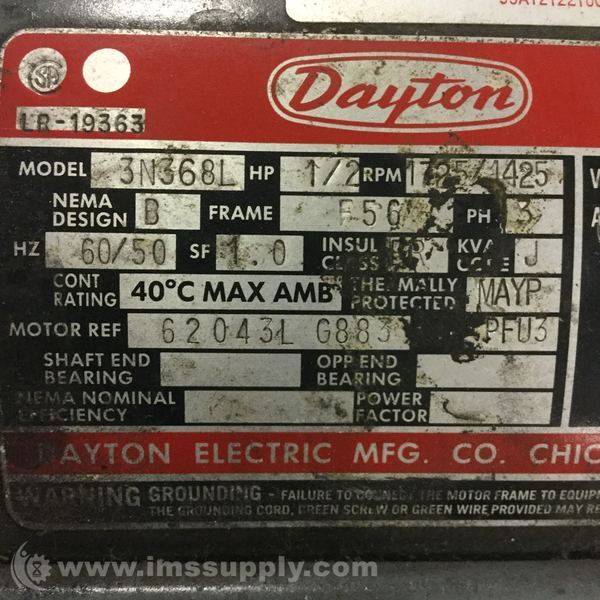 SA
Dayton
LR-19363
MODEL 3N368L HP 1/2 RPM 1725/1425
NEMA DESIGN B FRAME F56 PH 3
HZ 60/50 SF 1.0 INSUL CLASS KVA CODE J
CONT RATING 40°C MAX AMB THERMALLY PROTECTED MAYP
MOTOR REF 62043L G883 PFU3
SHAFT END BEARING OPP END BEARING
NEMA NOMINAL EFFICIENCY POWER FACTOR
DAYTON ELECTRIC MFG. CO. CHIC
WARNING GROUNDING - FAILURE TO CONNECT THE MOTOR FRAME TO EQUIP
THE GROUNDING CORD, GREEN SCREW OR GREEN WIRE PROVIDED MAY RE
www.imssupply.com